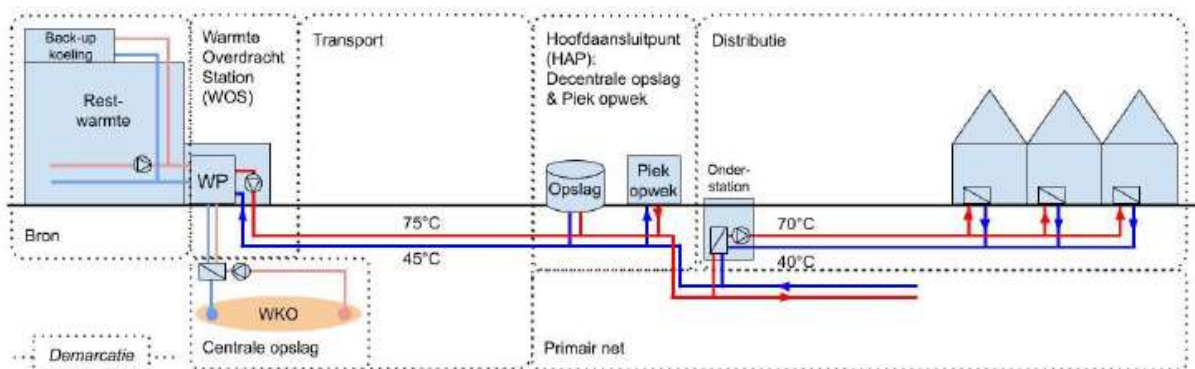 Back-up
koeling
Rest-
warmte
Bron
Warmte
Overdracht
Station
(WOS)
WP
Transport
75°C
45°C
WKO
Centrale opslag
Hoofdaansluitpunt
(HAP):
Decentrale opslag
& Piek opwek
Opslag
Piek
opwek
Distributie
Onder-
station
70°C
40°C
Primair net
Demarcatie